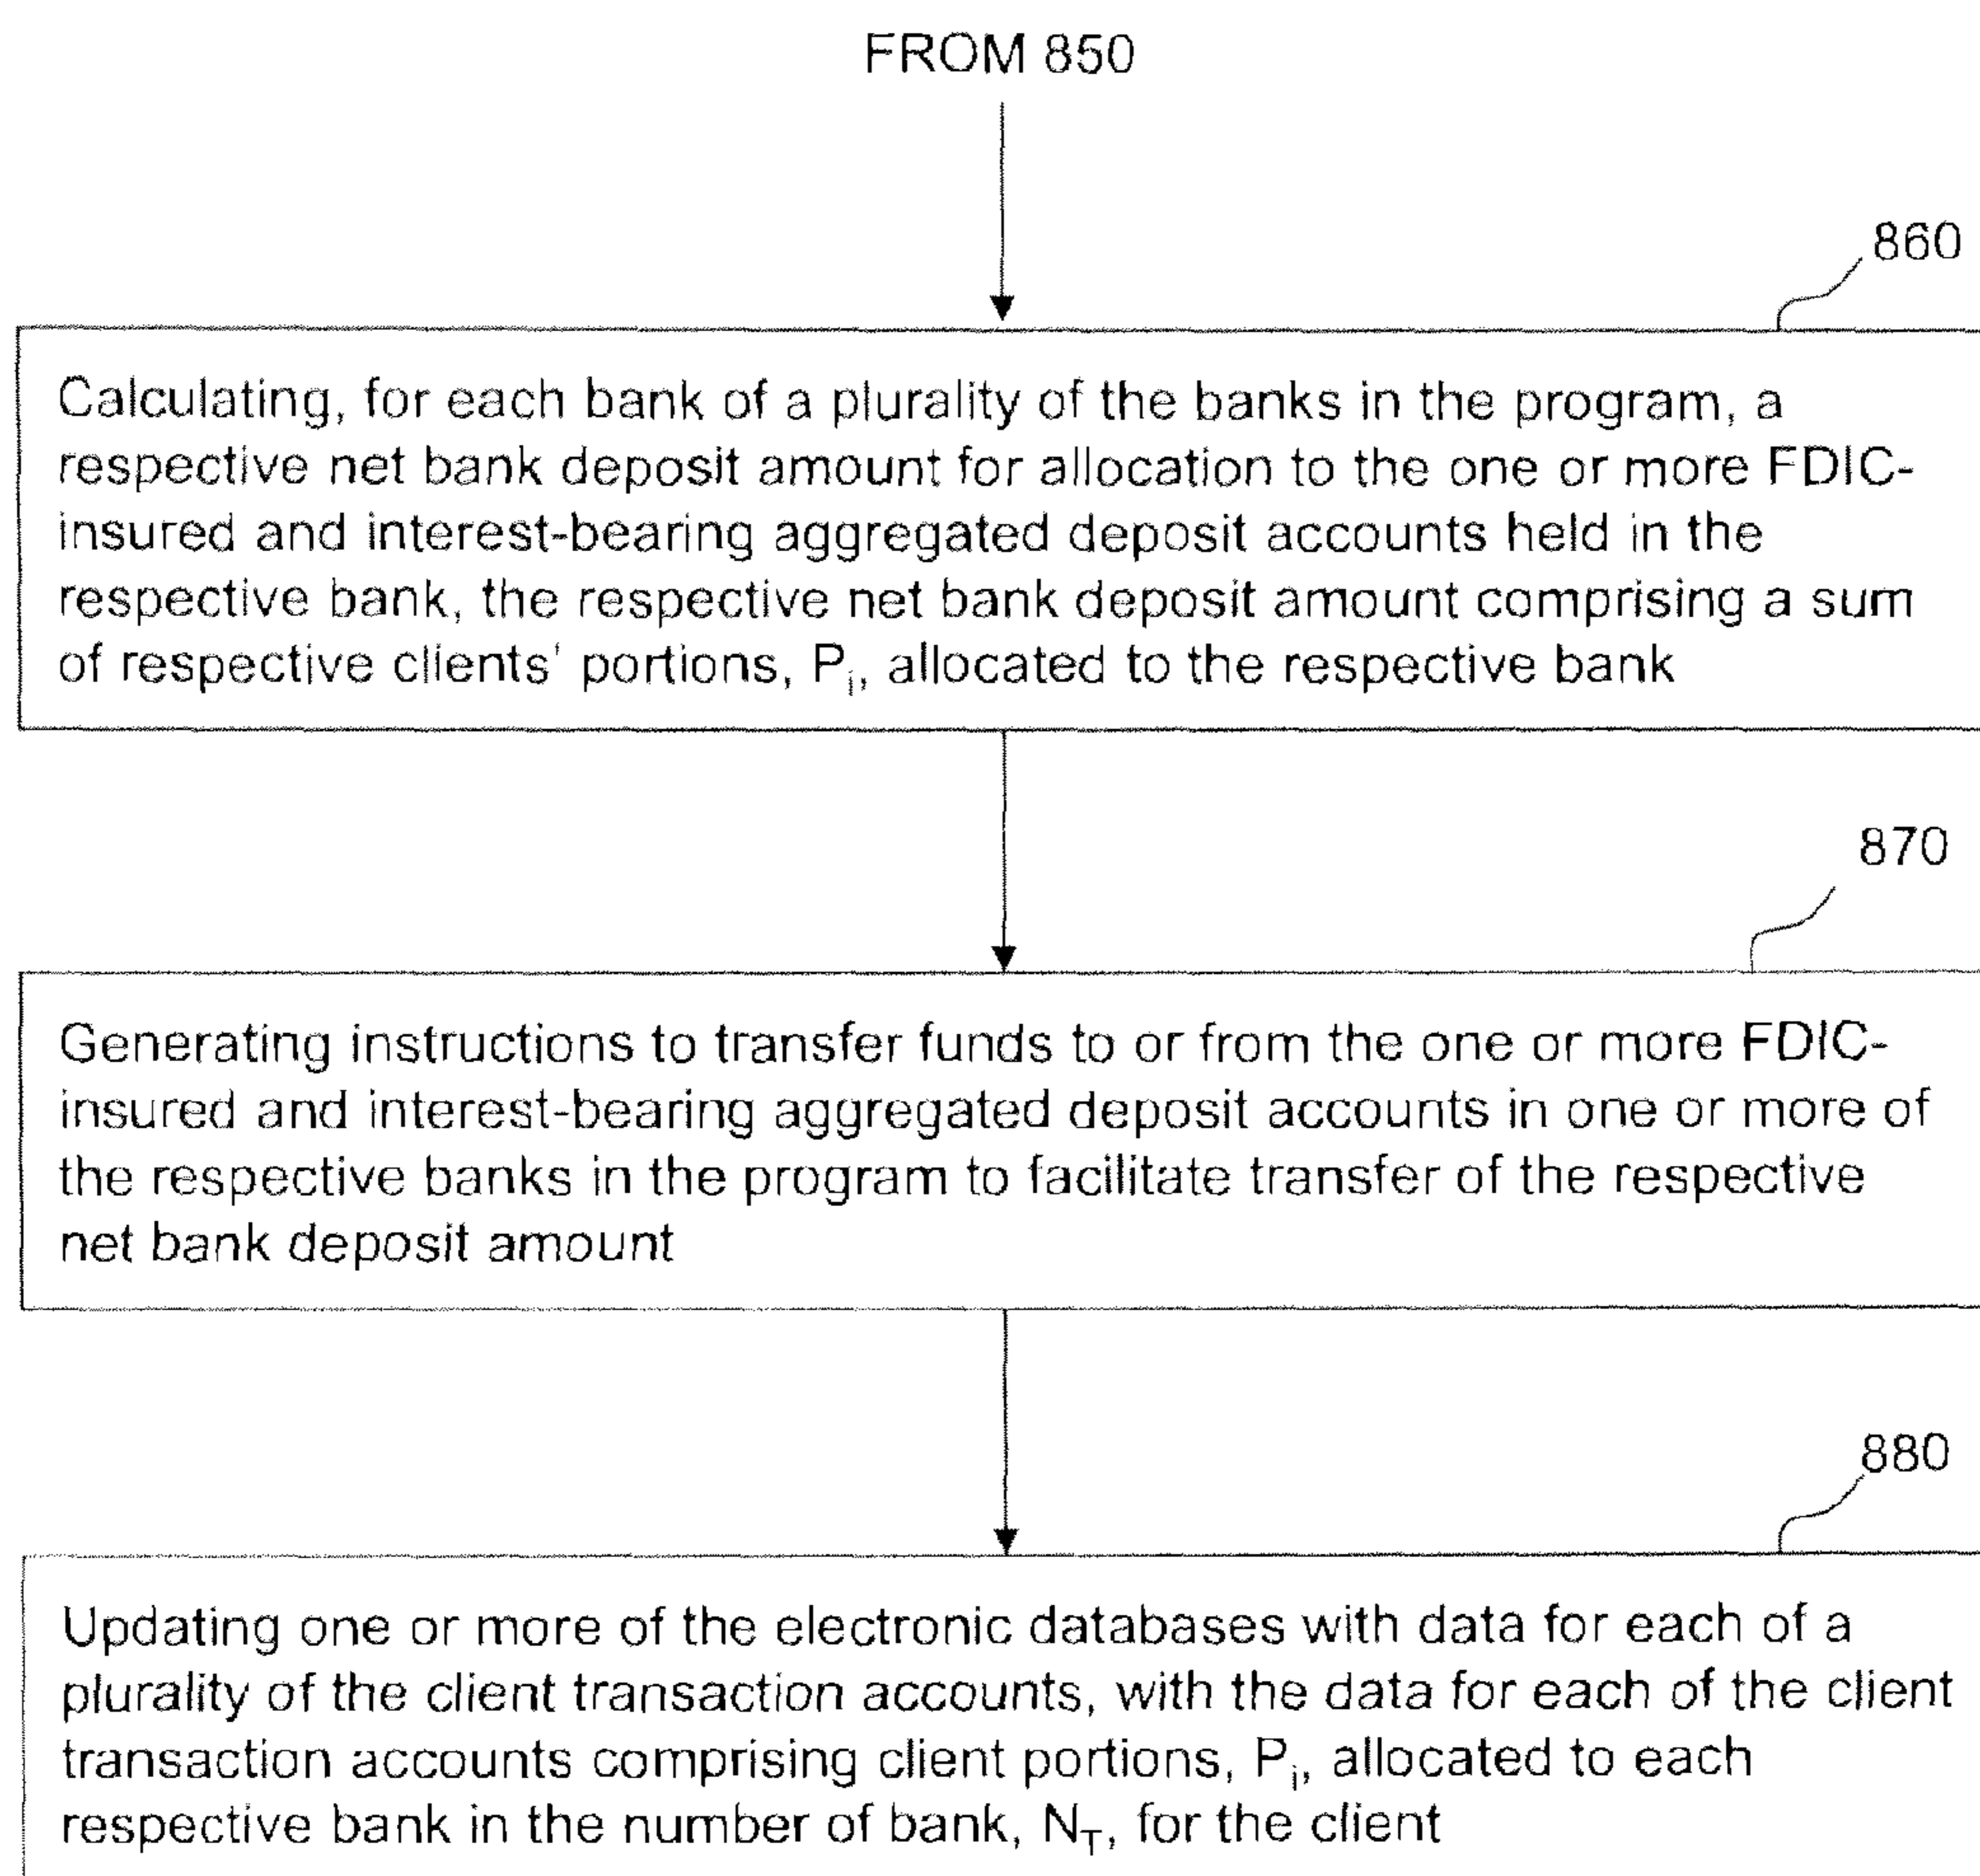 FROM 850
860
Calculating, for each bank of a plurality of the banks in the program, a
respective net bank deposit amount for allocation to the one or more FDIC-
insured and interest-bearing aggregated deposit accounts held in the
respective bank, the respective net bank deposit amount comprising a sum
of respective clients' portions, Pᵢ, allocated to the respective bank
870
Generating instructions to transfer funds to or from the one or more FDIC-
insured and interest-bearing aggregated deposit accounts in one or more of
the respective banks in the program to facilitate transfer of the respective
net bank deposit amount
880
Updating one or more of the electronic databases with data for each of a
plurality of the client transaction accounts, with the data for each of the client
transaction accounts comprising client portions, Pᵢ, allocated to each
respective bank in the number of bank, N_T, for the client